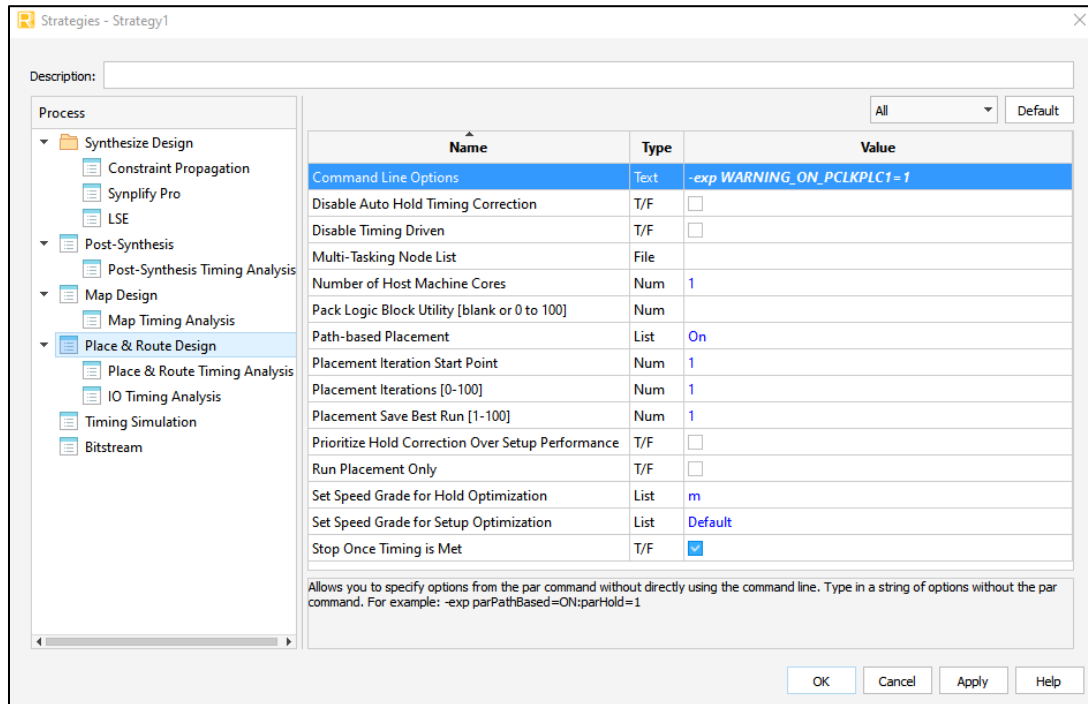 Strategies - Strategy1
Description:
Process
All
Default
Synthesize Design
Constraint Propagation
Synplify Pro
LSE
Post-Synthesis
Post-Synthesis Timing Analysis
Map Design
Map Timing Analysis
Place & Route Design
Place & Route Timing Analysis
IO Timing Analysis
Timing Simulation
Bitstream
Name Type Value
Command Line Options Text -exp WARNING_ON_PCLKPLC1=1
Disable Auto Hold Timing Correction T/F
Disable Timing Driven T/F
Multi-Tasking Node List File
Number of Host Machine Cores Num 1
Pack Logic Block Utility [blank or 0 to 100] Num
Path-based Placement List On
Placement Iteration Start Point Num 1
Placement Iterations [0-100] Num 1
Placement Save Best Run [1-100] Num 1
Prioritize Hold Correction Over Setup Performance T/F
Run Placement Only T/F
Set Speed Grade for Hold Optimization List m
Set Speed Grade for Setup Optimization List Default
Stop Once Timing is Met T/F
Allows you to specify options from the par command without directly using the command line. Type in a string of options without the par
command. For example: -exp parPathBased=ON:parHold=1
OK Cancel Apply Help